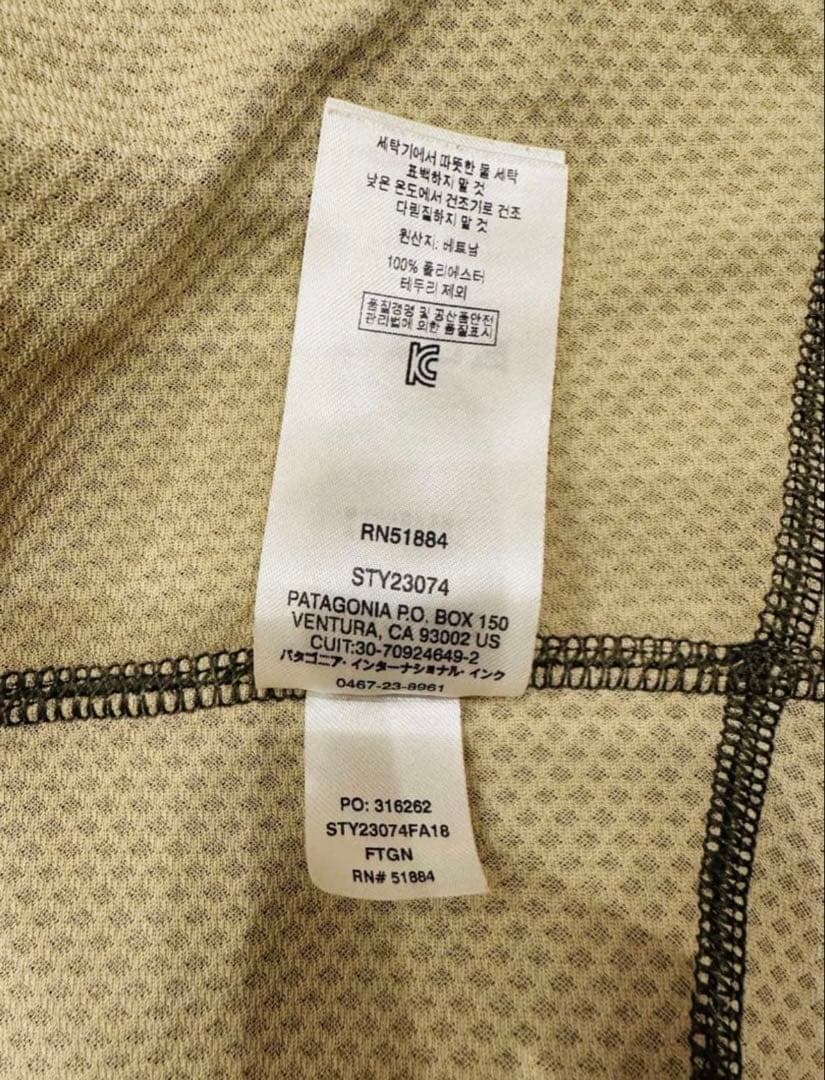 세탁기에서 따뜻한 물 세탁
표백하지 말 것
낮은 온도에서 건조기로 건조
다림질하지 말 것
원산지: 베트남
100% 폴리에스터
테두리 제외
품질경영 및 공산품안전
관리법에 의한 품질표시
KC
RN51884
STY23074
PATAGONIA P.O. BOX 150
VENTURA, CA 93002 US
CUIT:30-70924649-2
パタゴニア・インターナショナル・インク
0467-23-8961
PO: 316262
STY23074FA18
FTGN
RN# 51884